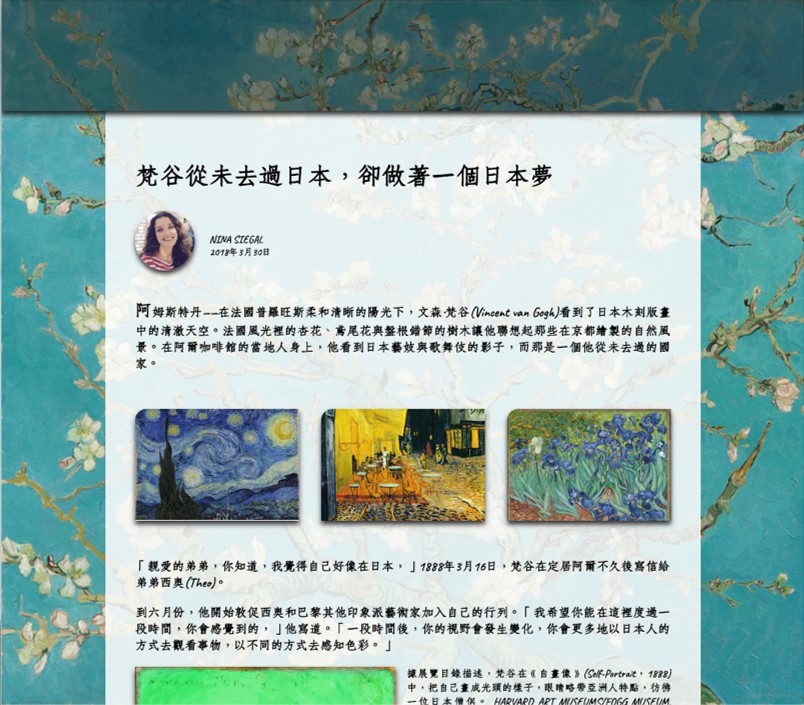 梵谷從未去過日本，卻做著一個日本夢
NINA SIEGAL
2018年3月30日
阿姆斯特丹——在法國普羅旺斯柔和清晰的陽光下，文森·梵谷(Vincent van Gogh)看到了日本木刻版畫
中的清澈天空。法國風光裡的杏花、鳶尾花與盤根錯節的樹木讓他聯想起那些在京都繪製的自然風
景。在阿爾咖啡館的當地人身上，他看到日本藝妓與歌舞伎的影子，而那是一個他從未去過的國
家。
「親愛的弟弟，你知道，我覺得自己好像在日本，」1888年3月16日，梵谷在定居阿爾不久後寫信給
弟弟西奧(Theo)。
到六月份，他開始敦促西奧和巴黎其他印象派藝術家加入自己的行列。「我希望你能在這裡度過一
段時間，你會感覺到的，」他寫道。「一段時間後，你的視野會發生變化，你會更多地以日本人的
方式去觀看事物，以不同的方式去感知色彩。」
據展覽目錄描述，梵谷在《自畫像》(Self-Portrait，1888)
中，把自己畫成光頭的樣子，眼睛略帶亞洲人特點，彷彿
一位日本僧侶。 HARVARD ART MUSEUMS/FOGG MUSEUM,